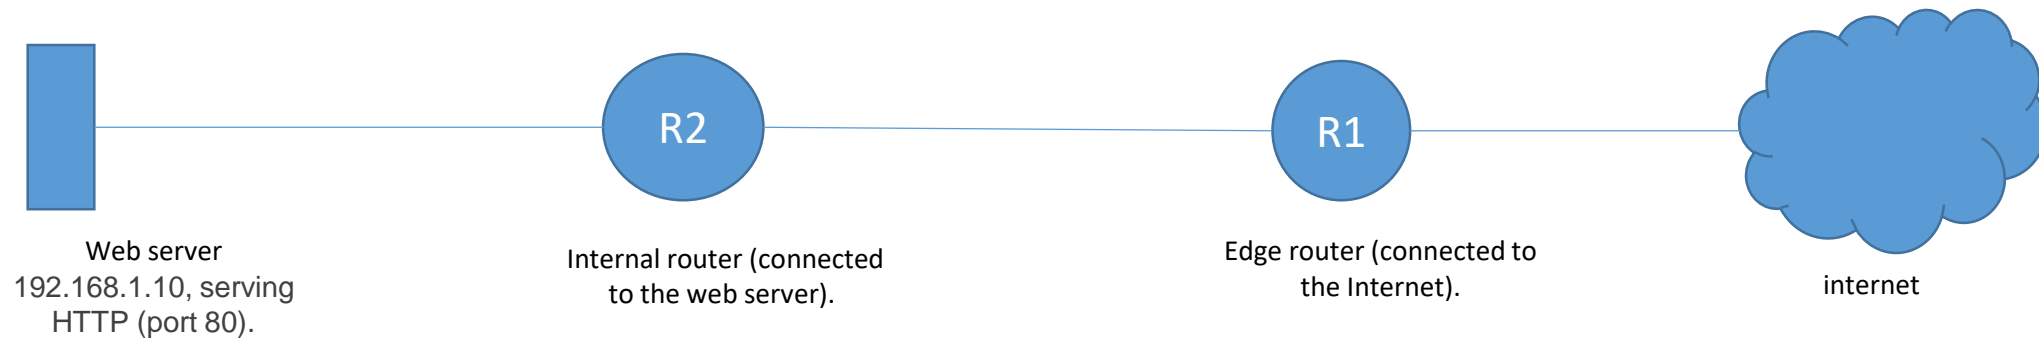 R2
R1
Web server
192.168.1.10, serving
HTTP (port 80).
Internal router (connected
to the web server).
Edge router (connected to
the Internet).
internet